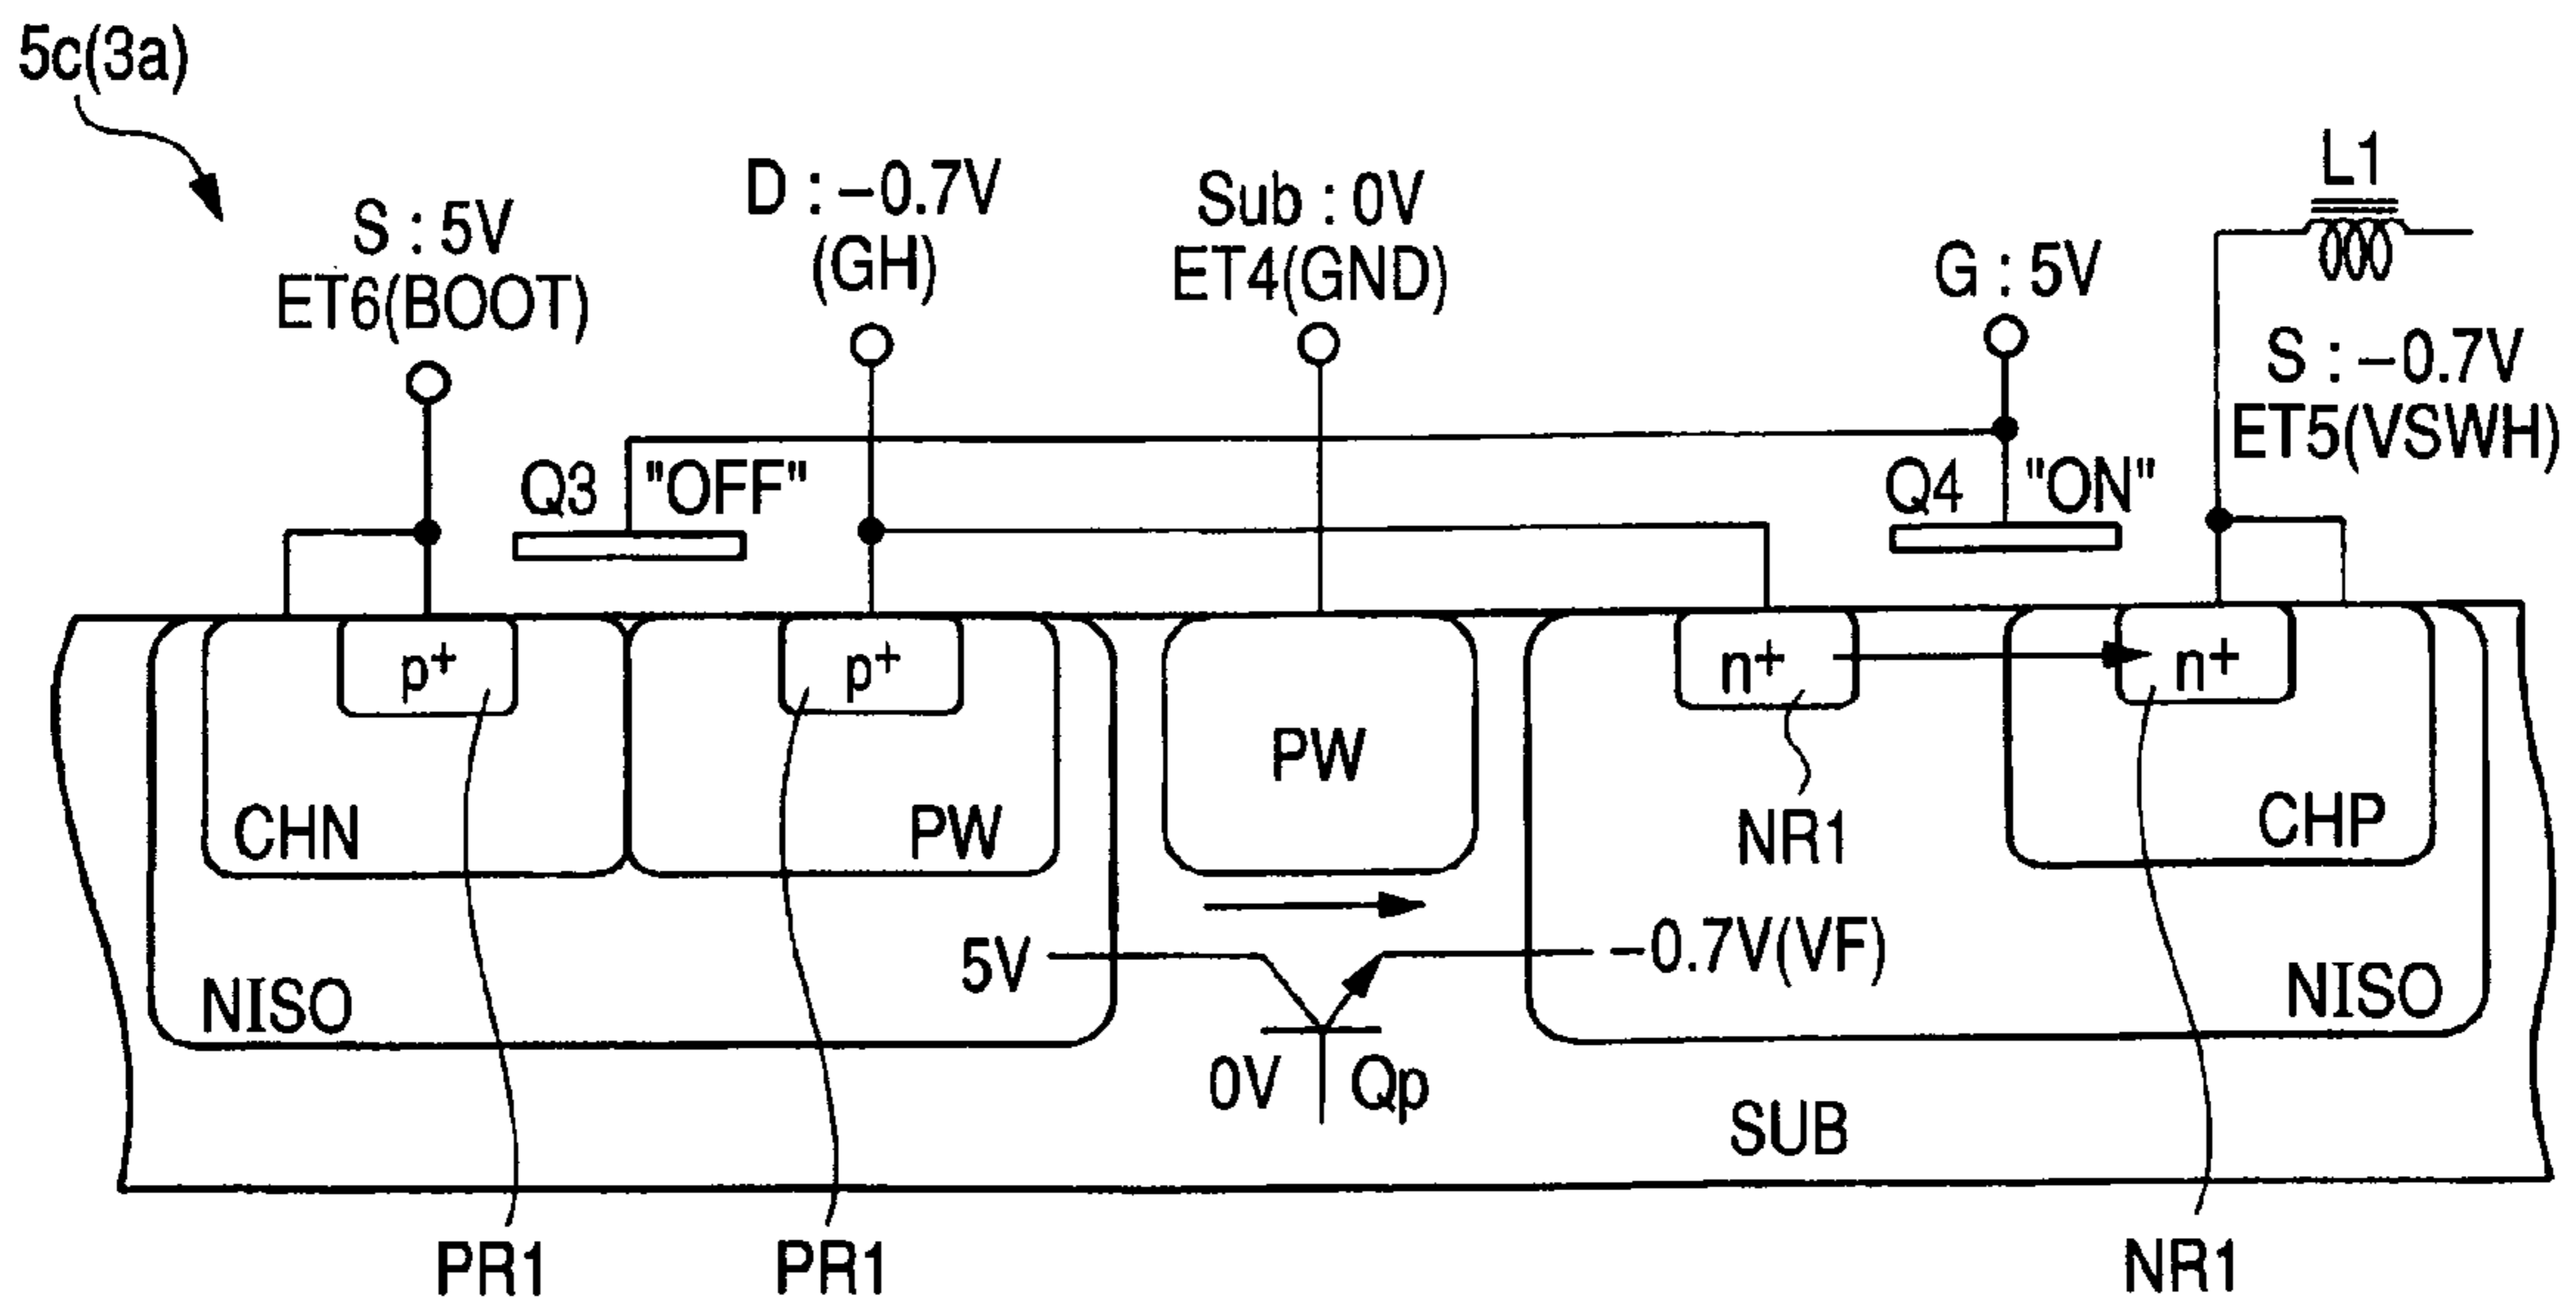 5c(3a)
S : 5V
ET6(BOOT)
D : −0.7V
(GH)
Sub : 0V
ET4(GND)
G : 5V
L1
S : −0.7V
ET5(VSWH)
Q3 "OFF"
Q4 "ON"
p+
p+
n+
n+
CHN
PW
PW
NR1
CHP
5V
−0.7V(VF)
NISO
NISO
0V
Qp
SUB
PR1
PR1
NR1